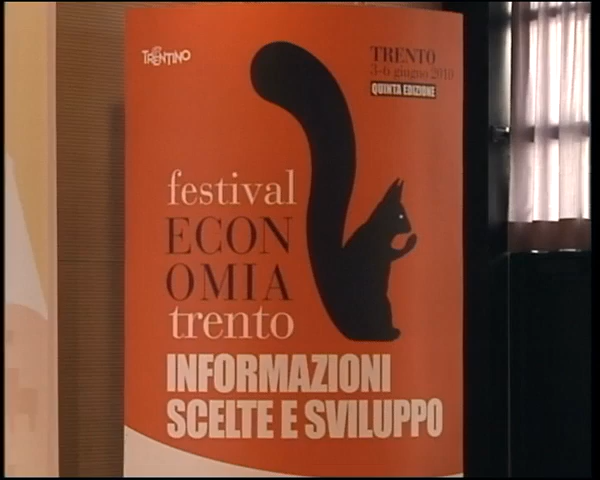 TRENTINO
TRENTO
3-6 giugno 2010
QUINTA EDIZIONE
festival
ECON
OMIA
trento
INFORMAZIONI
SCELTE E SVILUPPO